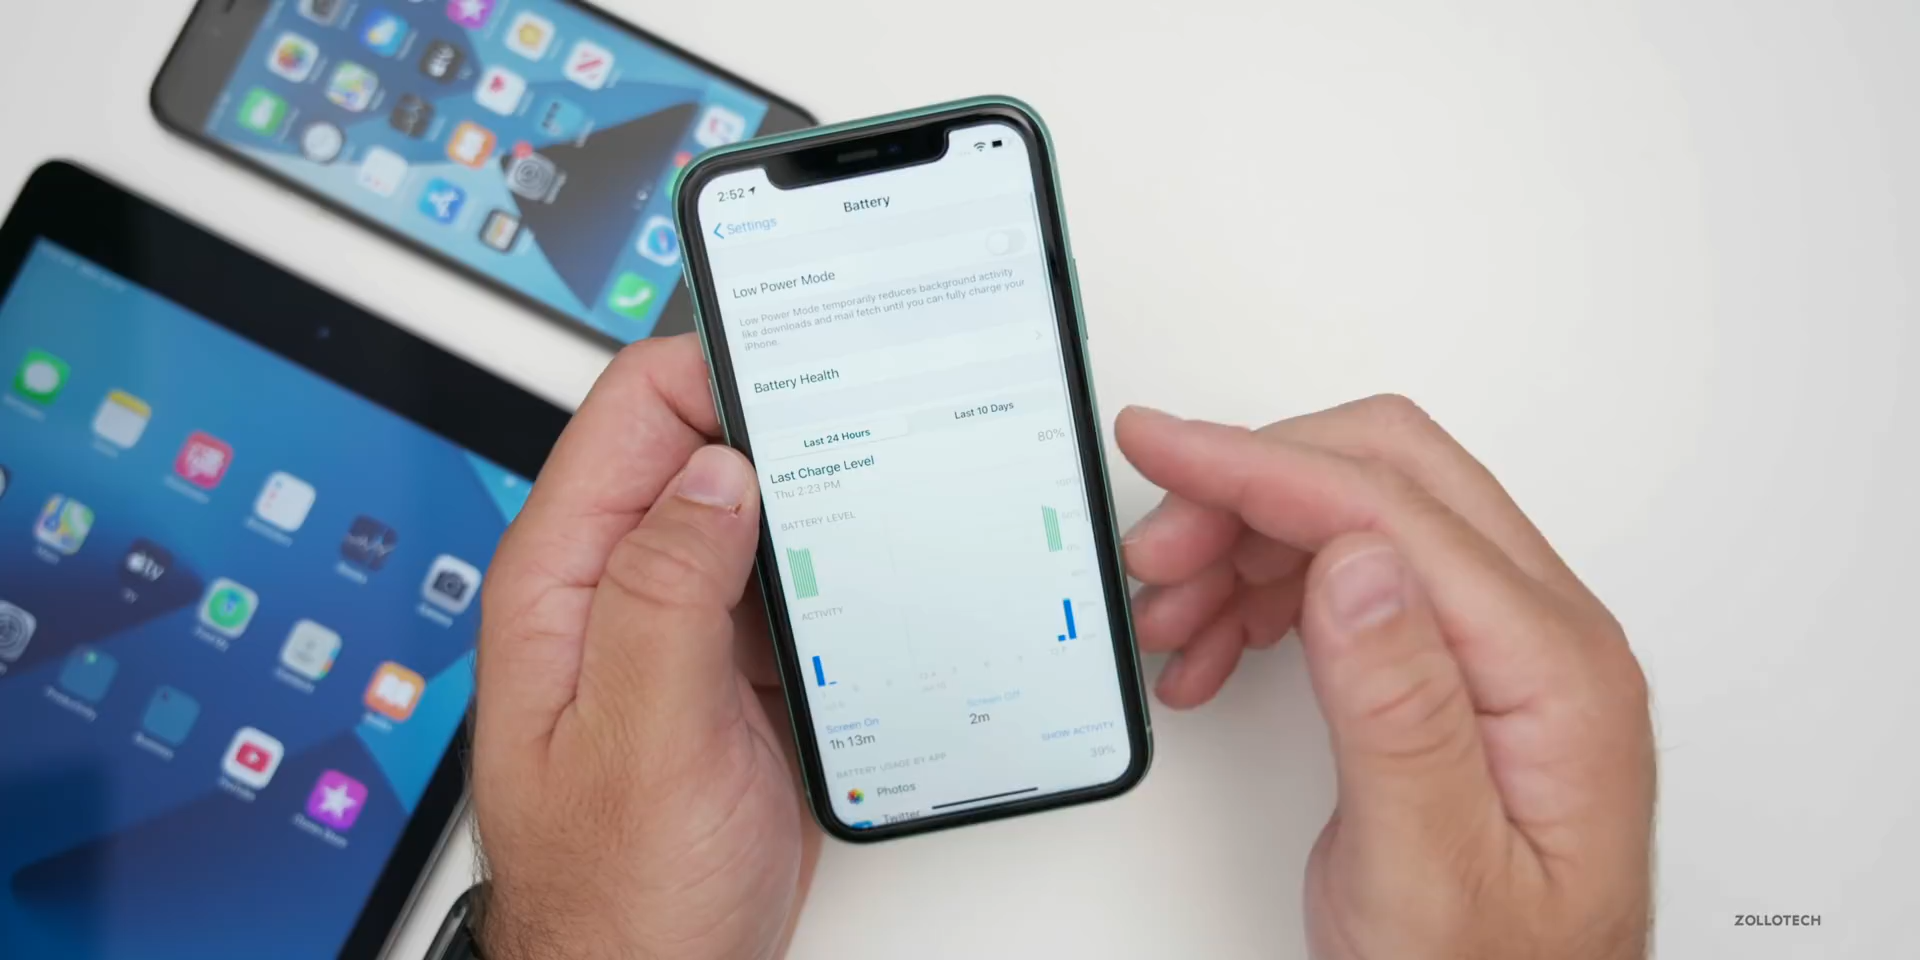 2:52
Settings
Battery
Low Power Mode
Low Power Mode temporarily reduces background activity
like downloads and mail fetch until you can fully charge your
iPhone.
Battery Health
Last 24 Hours
Last 10 Days
Last Charge Level
80%
Thu 2:23 PM
BATTERY LEVEL
ACTIVITY
Screen On
Screen Off
1h 13m
2m
SHOW ACTIVITY
BATTERY USAGE BY APP
Photos
39%
Twitter
ZOLLOTECH